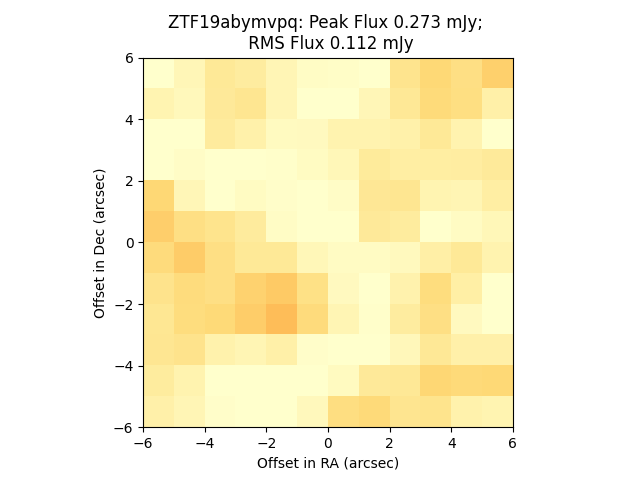 ZTF19abymvpq: Peak Flux 0.273 mJy;
RMS Flux 0.112 mJy
6
4
2
0
−2
−4
−6
Offset in Dec (arcsec)
−6 −4 −2 0 2 4 6
Offset in RA (arcsec)